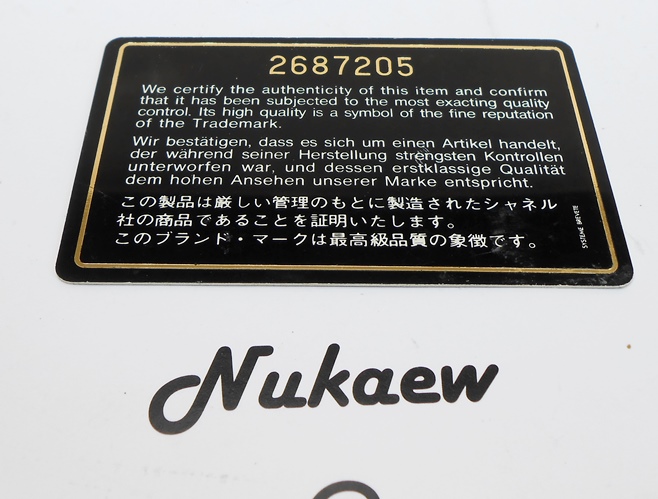 2687205
We certify the authenticity of this item and confirm
that it has been subjected to the most exacting quality
control. Its high quality is a symbol of the fine reputation
of the Trademark.
Wir bestätigen, dass es sich um einen Artikel handelt,
der während seiner Herstellung strengsten Kontrollen
unterworfen war, und dessen erstklassige Qualität
dem hohen Ansehen unserer Marke entspricht.
この製品は厳しい管理のもとに製造されたシャネル
社の商品であることを証明いたします。
このブランド・マークは最高級品質の象徴です。
SYSTEME BREVETE
Nukaew